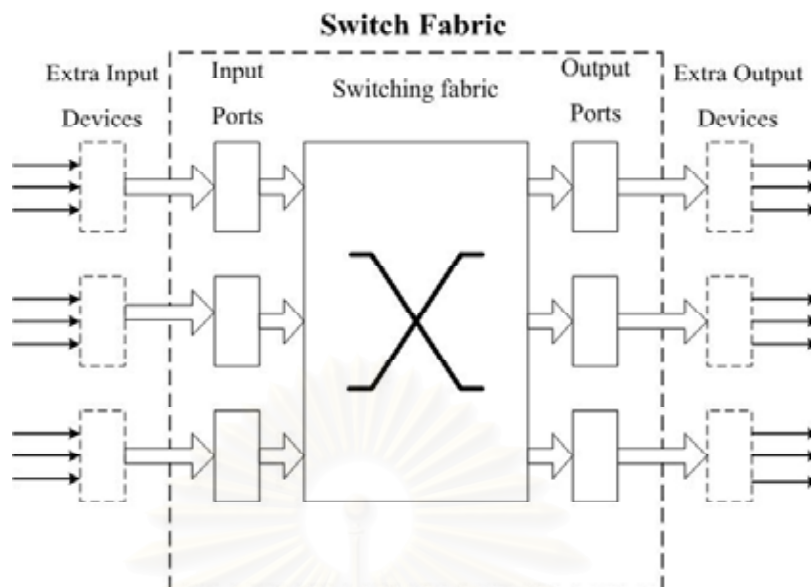 Switch Fabric
Extra Input
Devices
Input
Ports
Switching fabric
Output
Ports
Extra Output
Devices